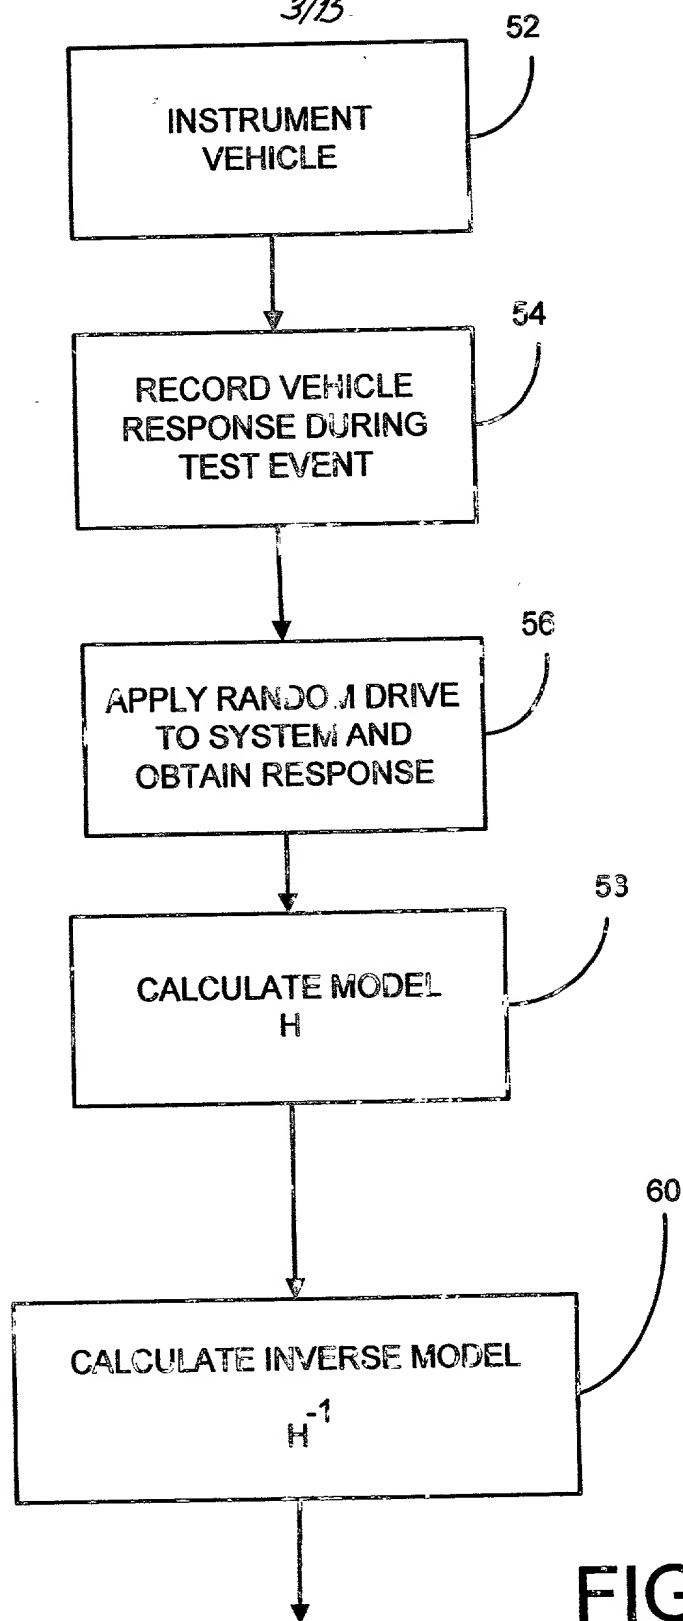 3/15
52
INSTRUMENT
VEHICLE
54
RECORD VEHICLE
RESPONSE DURING
TEST EVENT
56
APPLY RANDOM DRIVE
TO SYSTEM AND
OBTAIN RESPONSE
58
CALCULATE MODEL
H
60
CALCULATE INVERSE MODEL
H-1
FIG